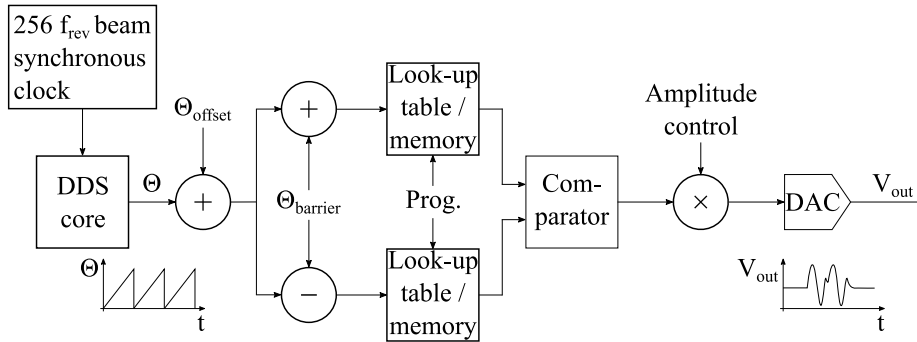 256 f_rev beam
synchronous
clock
Θ_offset
DDS
core
Θ
+
+
−
Θ_barrier
Look-up
table /
memory
Prog.
Look-up
table /
memory
Com-
parator
Amplitude
control
×
DAC
V_out
Θ
t
V_out
t